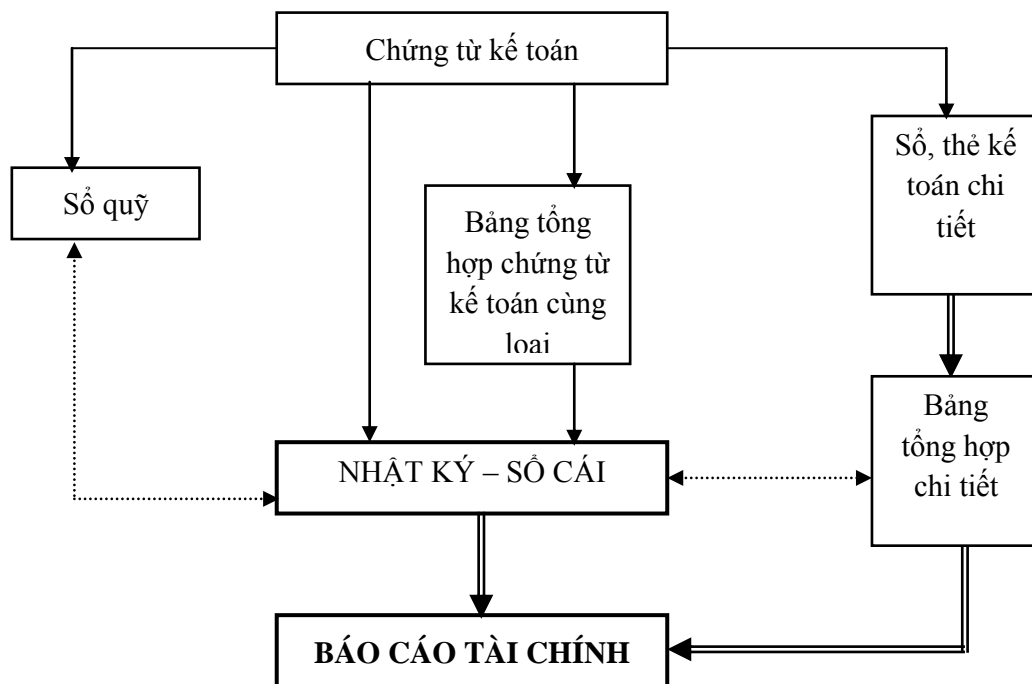 Chứng từ kế toán
Sổ quỹ
Bảng tổng
hợp chứng từ
kế toán cùng
loại
Sổ, thẻ kế
toán chi
tiết
Bảng
tổng hợp
chi tiết
NHẬT KÝ – SỔ CÁI
BÁO CÁO TÀI CHÍNH